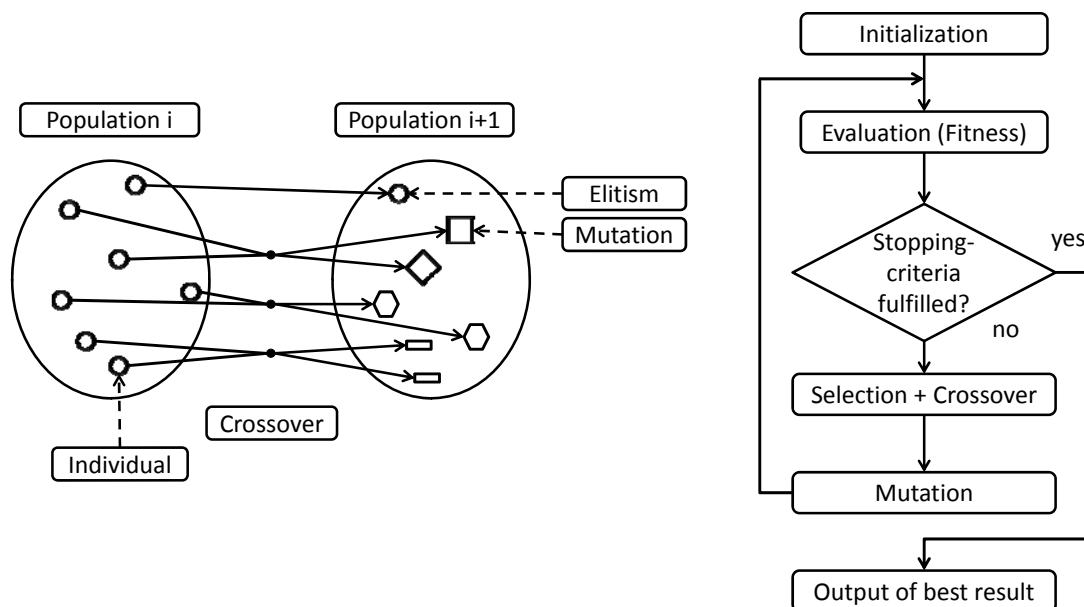 Population i
Population i+1
Elitism
Mutation
Crossover
Individual
Initialization
Evaluation (Fitness)
Stopping-
criteria
fulfilled?
yes
no
Selection + Crossover
Mutation
Output of best result